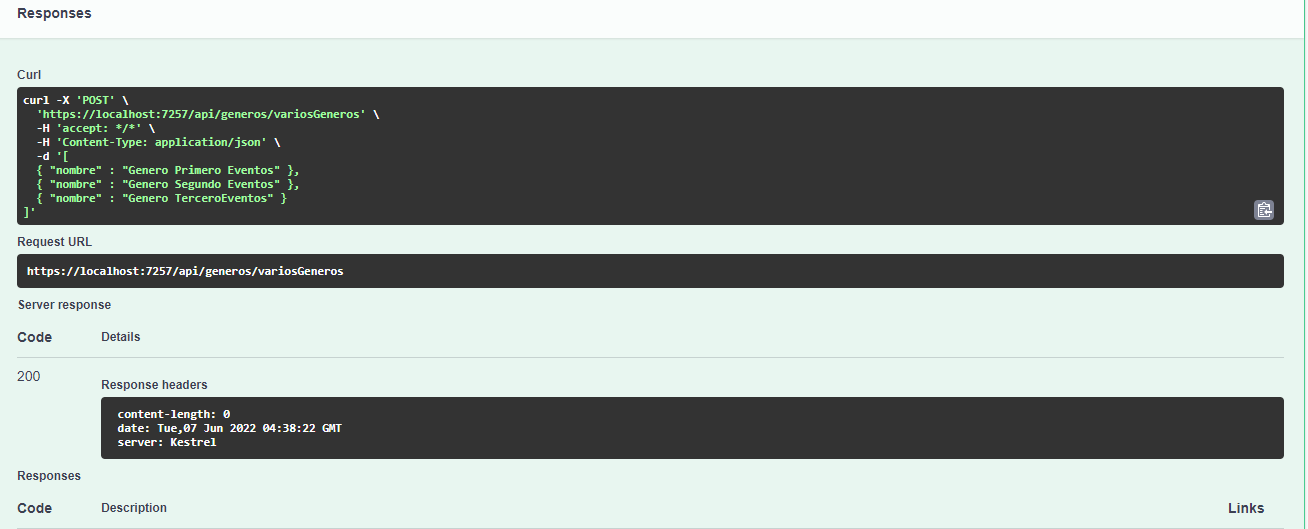 Responses
Curl
curl -X 'POST' \
  'https://localhost:7257/api/generos/variosGeneros' \
  -H 'accept: */*' \
  -H 'Content-Type: application/json' \
  -d '[
  { "nombre" : "Genero Primero Eventos" },
  { "nombre" : "Genero Segundo Eventos" },
  { "nombre" : "Genero TerceroEventos" }
]'
Request URL
https://localhost:7257/api/generos/variosGeneros
Server response
Code Details
200
Response headers
content-length: 0
date: Tue,07 Jun 2022 04:38:22 GMT
server: Kestrel
Responses
Code Description Links